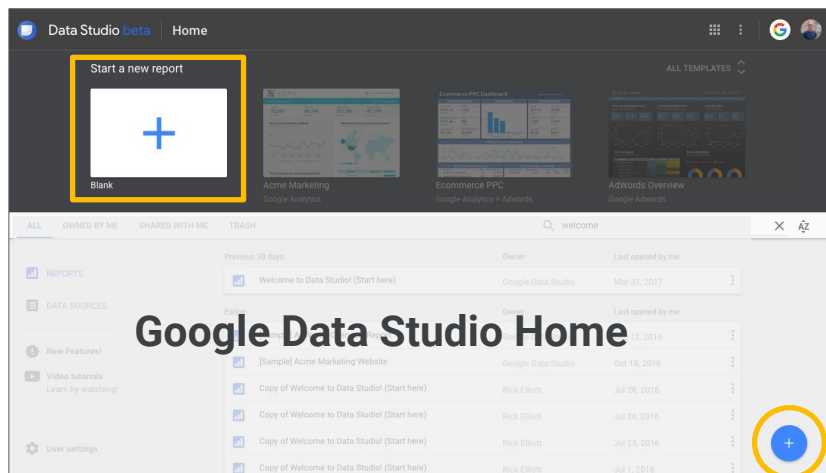 Data Studio beta Home
Start a new report
ALL TEMPLATES
Blank
Acme Marketing
Google Analytics
Ecommerce PPC Dashboard
Ecommerce PPC
Google Analytics + Adwords
AdWords Overview
Google Adwords
ALL OWNED BY ME SHARED WITH ME TRASH welcome
Previous 30 days Owner Last opened by me
REPORTS
Welcome to Data Studio! (Start here) Google Data Studio Mar 31, 2017
DATA SOURCES
Earlier Owner Last opened by me
Google Data Studio Home
New Features!
[Sample] Acme Marketing Website Google Data Studio Oct 18, 2016
Video tutorials
Learn by watching!
Copy of Welcome to Data Studio! (Start here) Rick Elliott Jul 26, 2016
Copy of Welcome to Data Studio! (Start here) Rick Elliott Jul 26, 2016
User settings
Copy of Welcome to Data Studio! (Start here) Rick Elliott Jul 25, 2016
Copy of Welcome to Data Studio! (Start here) Rick Elliott Jul 1, 2016